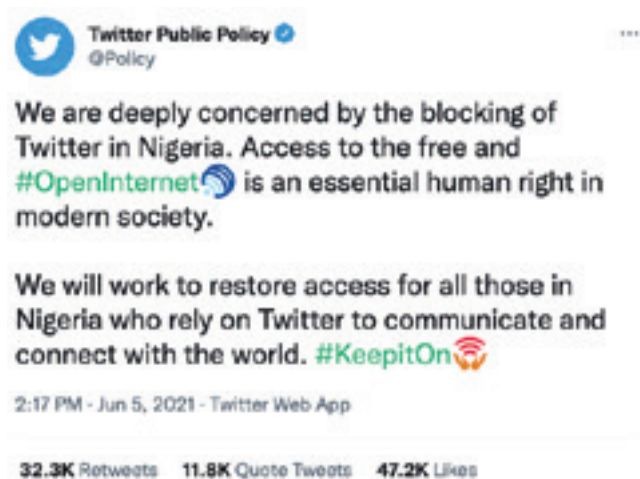 Twitter Public Policy
@Policy
We are deeply concerned by the blocking of
Twitter in Nigeria. Access to the free and
#OpenInternet is an essential human right in
modern society.
We will work to restore access for all those in
Nigeria who rely on Twitter to communicate and
connect with the world. #KeepitOn
2:17 PM - Jun 5, 2021 - Twitter Web App
32.3K Retweets 11.8K Quote Tweets 47.2K Likes